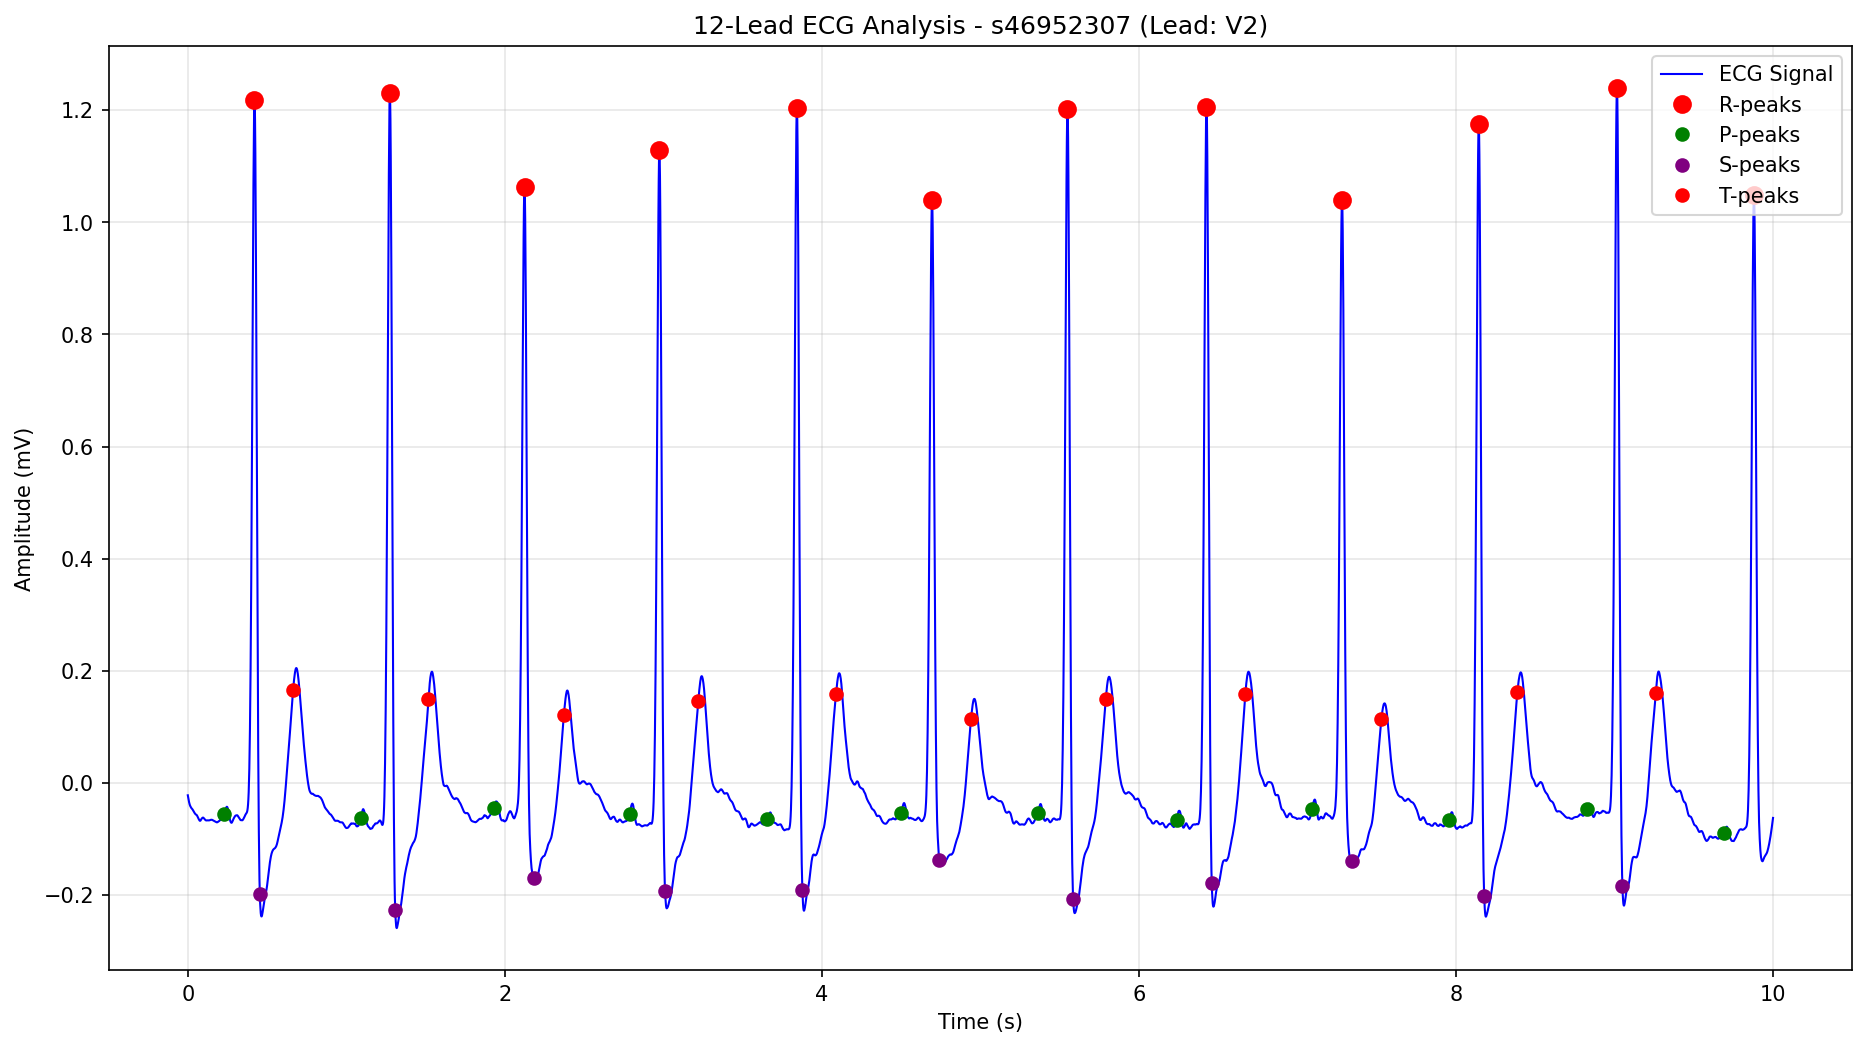 12-Lead ECG Analysis - s46952307 (Lead: V2)
ECG Signal
R-peaks
P-peaks
S-peaks
T-peaks
1.2
1.0
0.8
0.6
0.4
0.2
0.0
−0.2
Amplitude (mV)
0 2 4 6 8 10
Time (s)